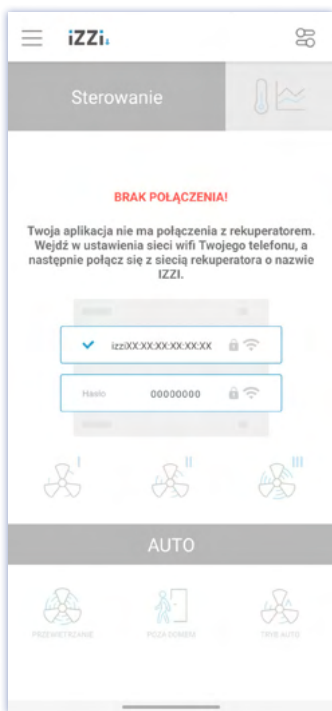 iZZi.
Sterowanie
BRAK POŁĄCZENIA!
Twoja aplikacja nie ma połączenia z rekuperatorem.
Wejdź w ustawienia sieci wifi Twojego telefonu, a
następnie połącz się z siecią rekuperatora o nazwie
IZZI.
izziXX:XX:XX:XX:XX:XX
Hasło 00000000
I II III
AUTO
PRZEWIETRZANIE POZA DOMEM TRYB AUTO